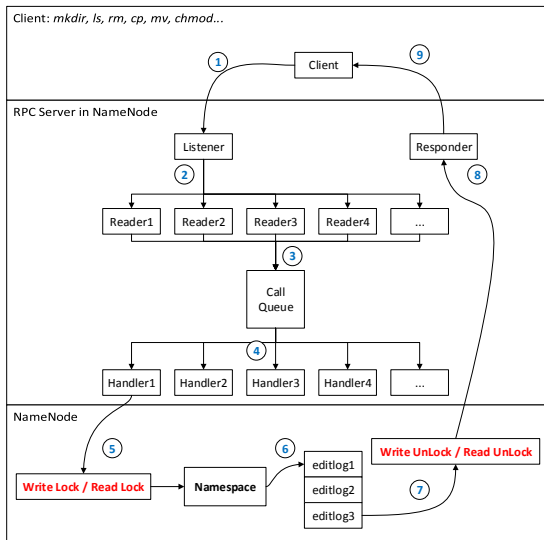 Client: mkdir, ls, rm, cp, mv, chmod...
1
9
Client
RPC Server in NameNode
Listener
Responder
2
8
Reader1
Reader2
Reader3
Reader4
...
3
Call
Queue
4
Handler1
Handler2
Handler3
Handler4
...
NameNode
5
6
Write UnLock / Read UnLock
editlog1
Write Lock / Read Lock
Namespace
editlog2
7
editlog3